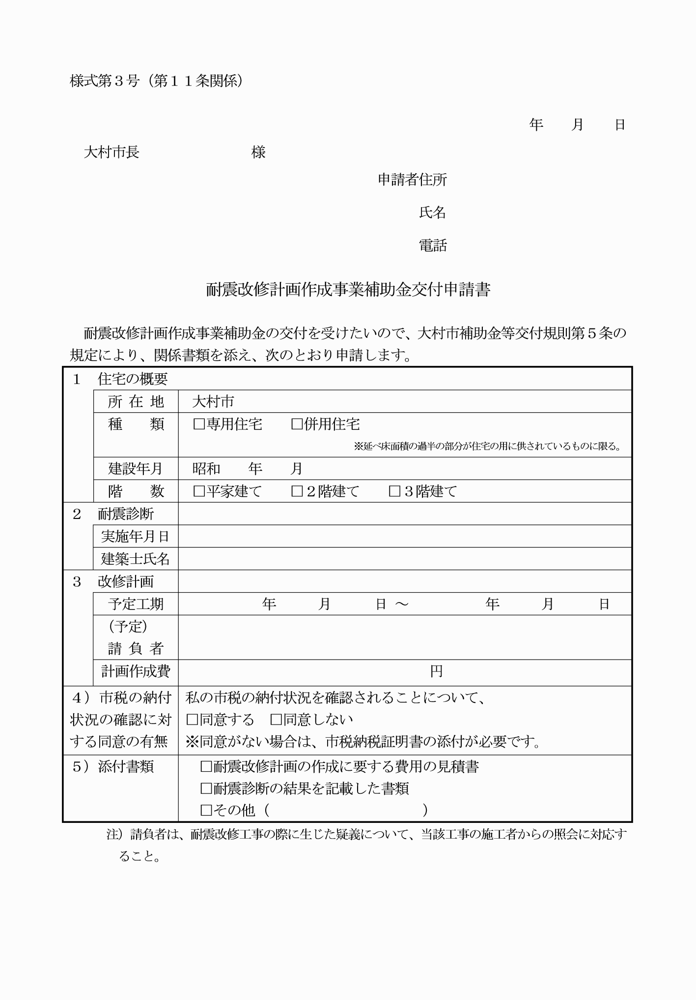 様式第３号（第１１条関係）
年　　月　　日
大村市長　　　　　　　　様
申請者住所
氏名
電話
耐震改修計画作成事業補助金交付申請書
耐震改修計画作成事業補助金の交付を受けたいので、大村市補助金等交付規則第５条の
規定により、関係書類を添え、次のとおり申請します。
１　住宅の概要
所 在 地　大村市
種　　類　□専用住宅　　□併用住宅
※延べ床面積の過半の部分が住宅の用に供されているものに限る。
建設年月　昭和　　年　　月
階　　数　□平家建て　　□２階建て　　□３階建て
２　耐震診断
実施年月日
建築士氏名
３　改修計画
予定工期　　　　年　　　月　　　日 ～　　　　　年　　　月　　　日
（予定）
請 負 者
計画作成費　　　　　　　　円
４）市税の納付
状況の確認に対
する同意の有無
私の市税の納付状況を確認されることについて、
□同意する　□同意しない
※同意がない場合は、市税納税証明書の添付が必要です。
５）添付書類
□耐震改修計画の作成に要する費用の見積書
□耐震診断の結果を記載した書類
□その他（　　　　　　　　　　　）
注）請負者は、耐震改修工事の際に生じた疑義について、当該工事の施工者からの照会に対応す
ること。